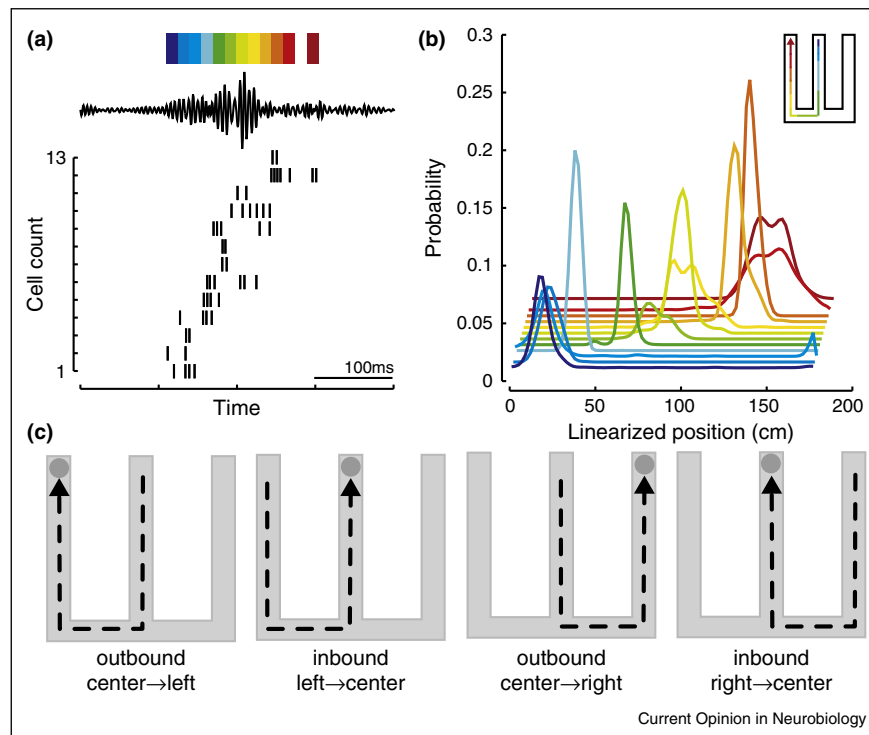 (a)
13
Cell count
1
100ms
Time
(b)
0.3
0.25
0.2
0.15
0.1
0.05
0
Probability
0 50 100 150 200
Linearized position (cm)
(c)
outbound
center→left
inbound
left→center
outbound
center→right
inbound
right→center
Current Opinion in Neurobiology